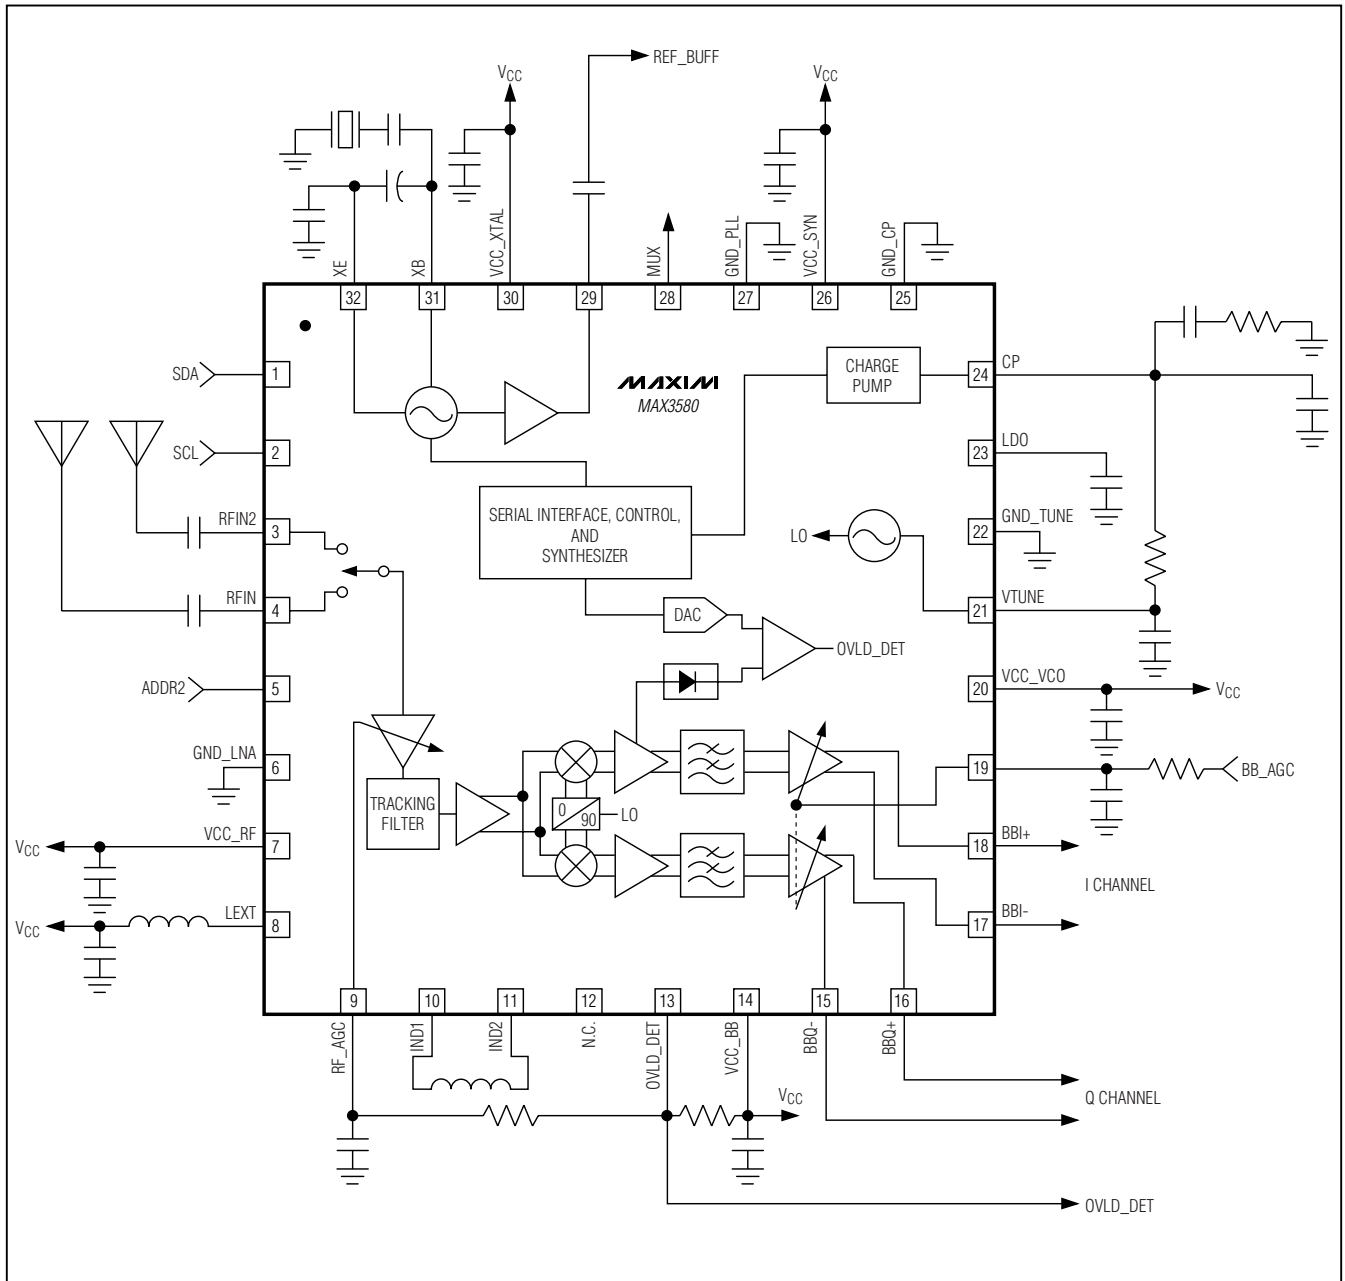 REF_BUFF
VCC
VCC
XE
XB
VCC_XTAL
MUX
GND_PLL
VCC_SYN
GND_CP
32
31
30
29
28
27
26
25
SDA
1
MAXIM
MAX3580
CHARGE
PUMP
24
CP
SCL
2
23
LDO
RFIN2
3
SERIAL INTERFACE, CONTROL,
AND
SYNTHESIZER
LO
22
GND_TUNE
RFIN
4
DAC
21
VTUNE
OVLD_DET
ADDR2
5
20
VCC_VCO
VCC
GND_LNA
6
19
BB_AGC
TRACKING
FILTER
0
90
LO
VCC
VCC_RF
7
18
BBI+
I CHANNEL
VCC
LEXT
8
17
BBI-
9
10
11
12
13
14
15
16
RF_AGC
IND1
IND2
N.C.
OVLD_DET
VCC_BB
BBQ-
BBQ+
VCC
Q CHANNEL
OVLD_DET